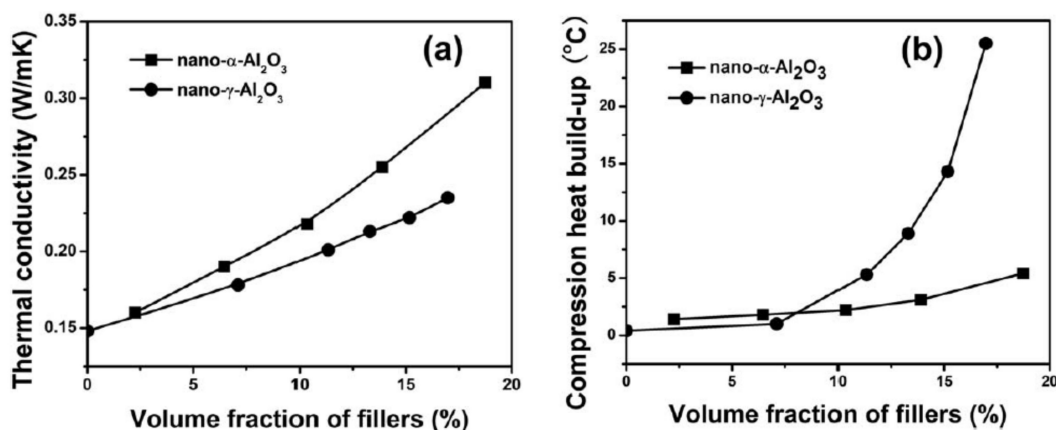 Thermal conductivity (W/mK)
0.35
0.30
0.25
0.20
0.15
nano-α-Al₂O₃
nano-γ-Al₂O₃
(a)
0 5 10 15 20
Volume fraction of fillers (%)
Compression heat build-up (°C)
25
20
15
10
5
0
nano-α-Al₂O₃
nano-γ-Al₂O₃
(b)
0 5 10 15 20
Volume fraction of fillers (%)